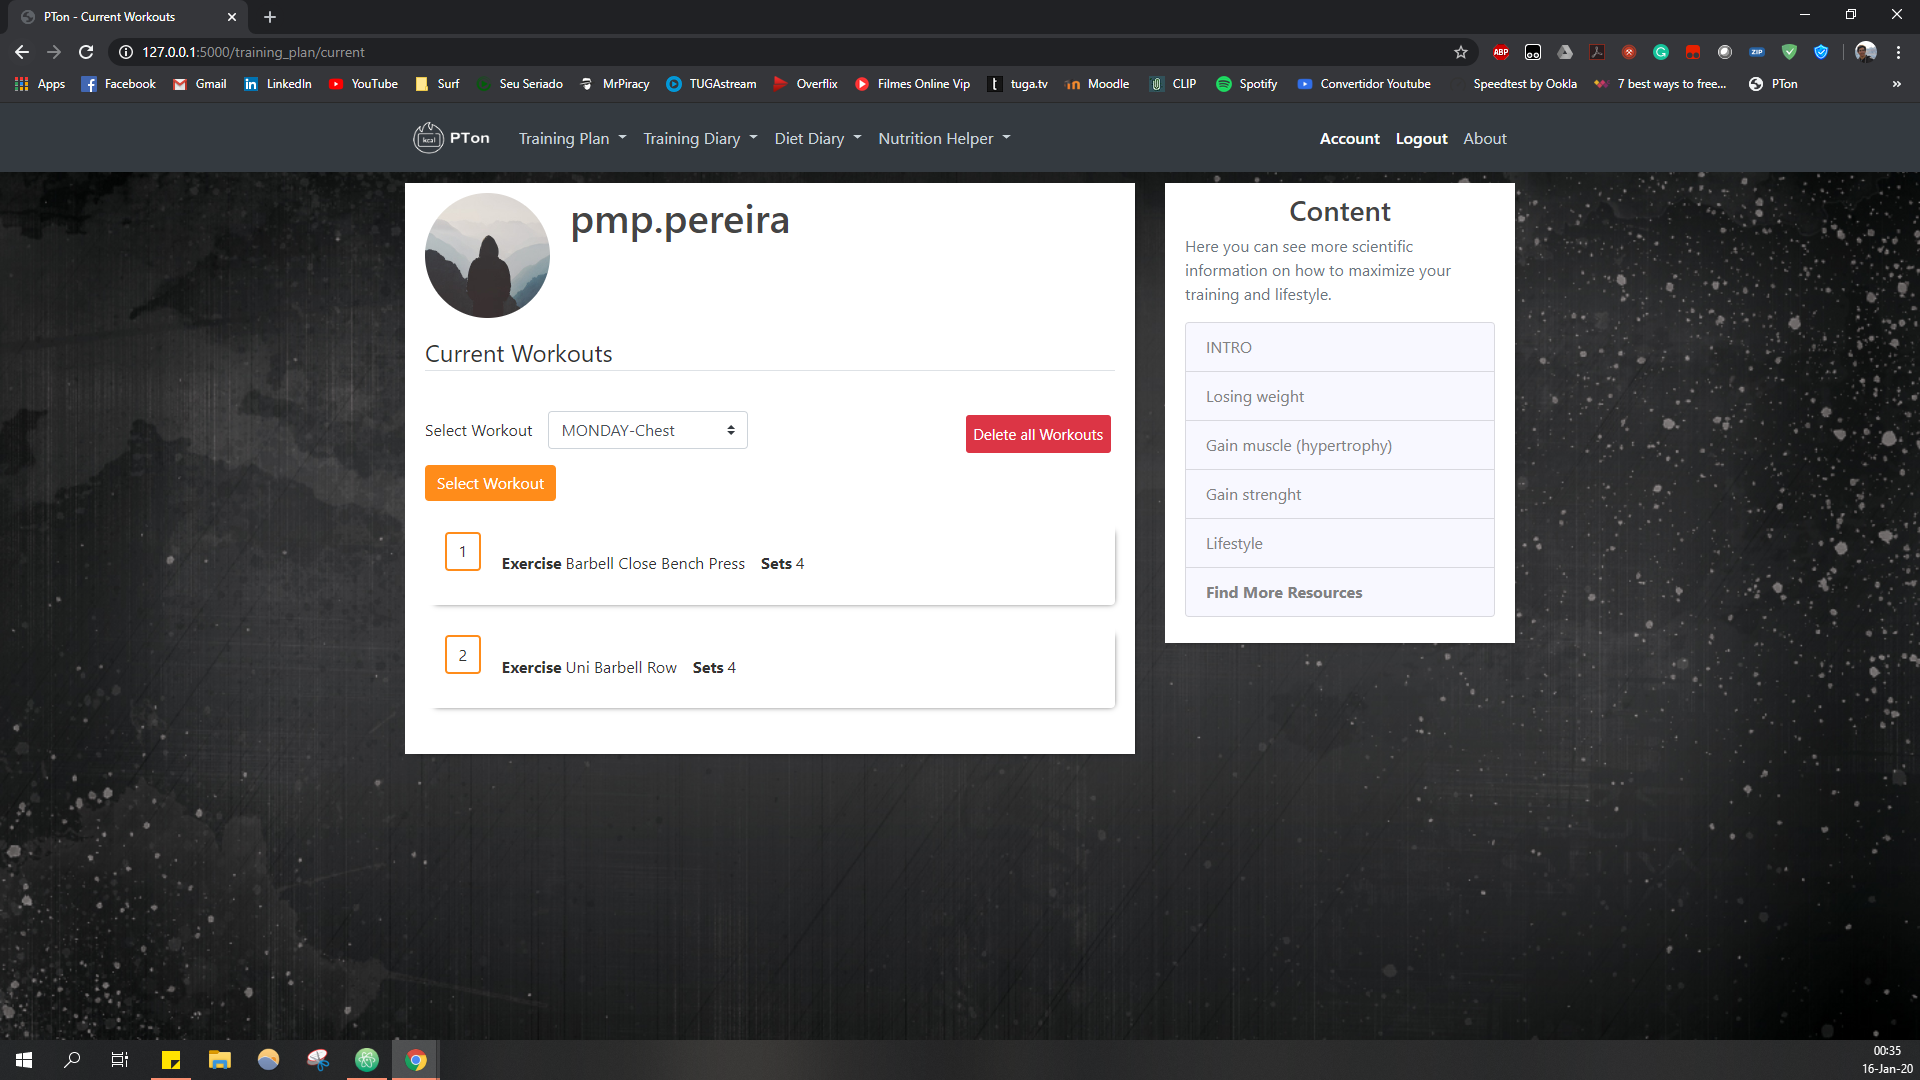 PTon - Current Workouts
127.0.0.1:5000/training_plan/current
ABP
ZIP
Apps Facebook Gmail LinkedIn YouTube Surf Seu Seriado MrPiracy TUGAstream Overflix Filmes Online Vip tuga.tv Moodle CLIP Spotify Convertidor Youtube Speedtest by Ookla 7 best ways to free... PTon »
kcal PTon Training Plan Training Diary Diet Diary Nutrition Helper Account Logout About
pmp.pereira
Current Workouts
Select Workout MONDAY-Chest Delete all Workouts
Select Workout
1 Exercise Barbell Close Bench Press Sets 4
2 Exercise Uni Barbell Row Sets 4
Content
Here you can see more scientific
information on how to maximize your
training and lifestyle.
INTRO
Losing weight
Gain muscle (hypertrophy)
Gain strenght
Lifestyle
Find More Resources
00:35
16-Jan-20